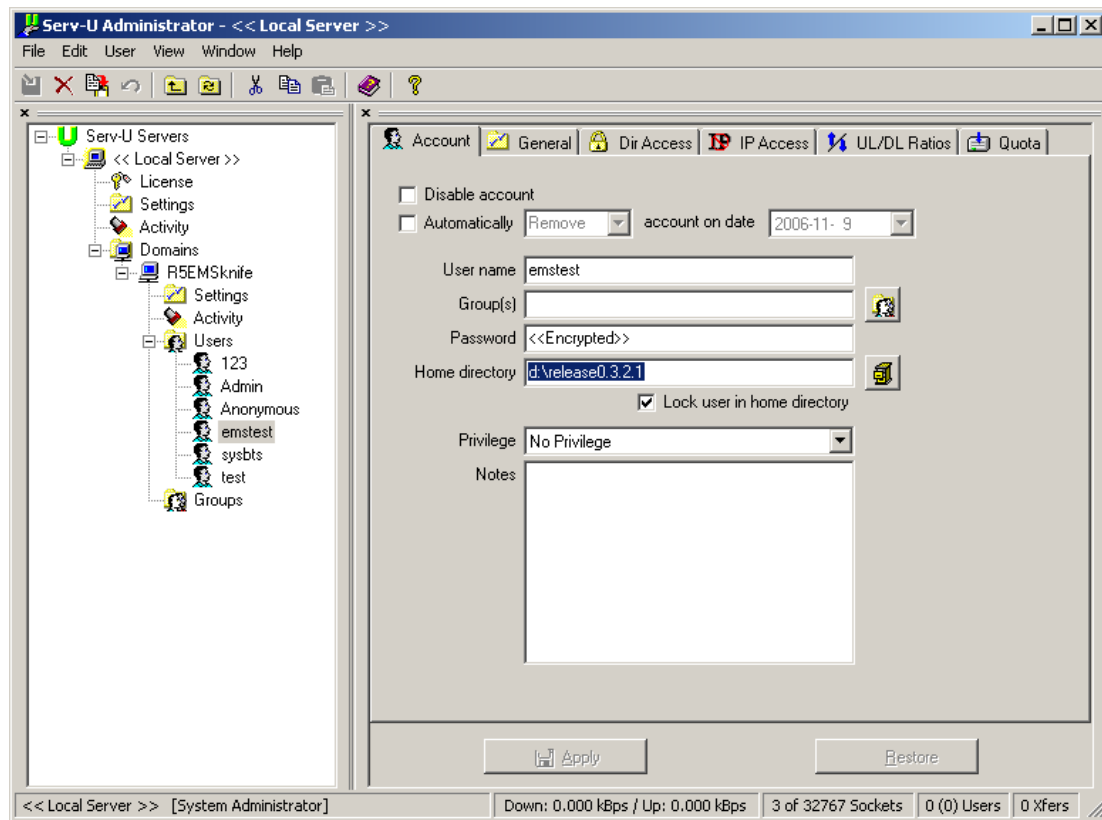 Serv-U Administrator - << Local Server >>
File Edit User View Window Help
Serv-U Servers
<< Local Server >>
License
Settings
Activity
Domains
R5EMSknife
Settings
Activity
Users
123
Admin
Anonymous
emstest
sysbts
test
Groups
Account General Dir Access IP Access UL/DL Ratios Quota
Disable account
Automatically Remove account on date 2006-11- 9
User name emstest
Group(s)
Password <<Encrypted>>
Home directory d:\release0.3.2.1
Lock user in home directory
Privilege No Privilege
Notes
Apply Restore
<< Local Server >> [System Administrator] Down: 0.000 kBps / Up: 0.000 kBps 3 of 32767 Sockets 0 (0) Users 0 Xfers